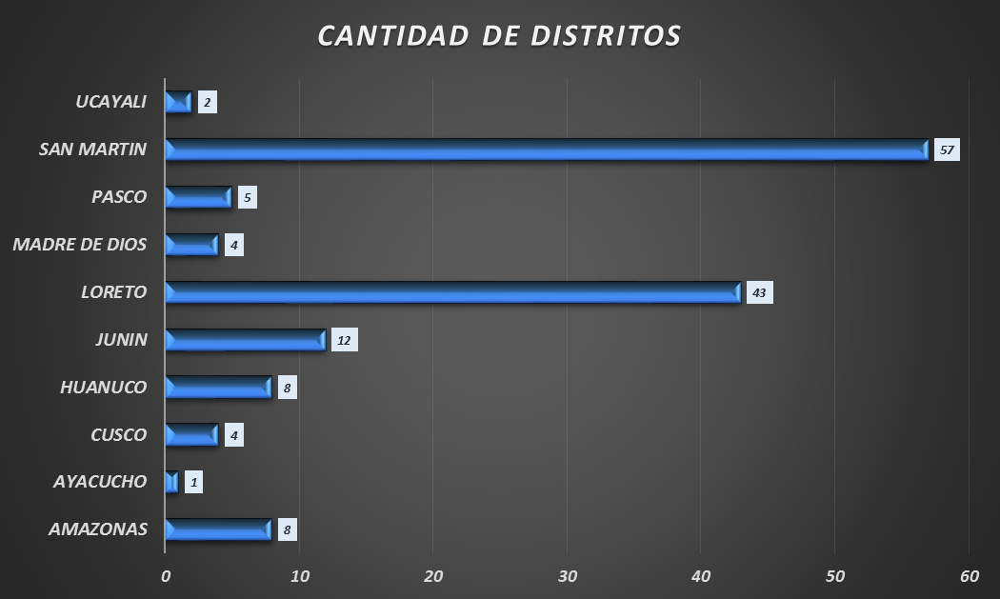 CANTIDAD DE DISTRITOS
UCAYALI 2
SAN MARTIN 57
PASCO 5
MADRE DE DIOS 4
LORETO 43
JUNIN 12
HUANUCO 8
CUSCO 4
AYACUCHO 1
AMAZONAS 8
0 10 20 30 40 50 60